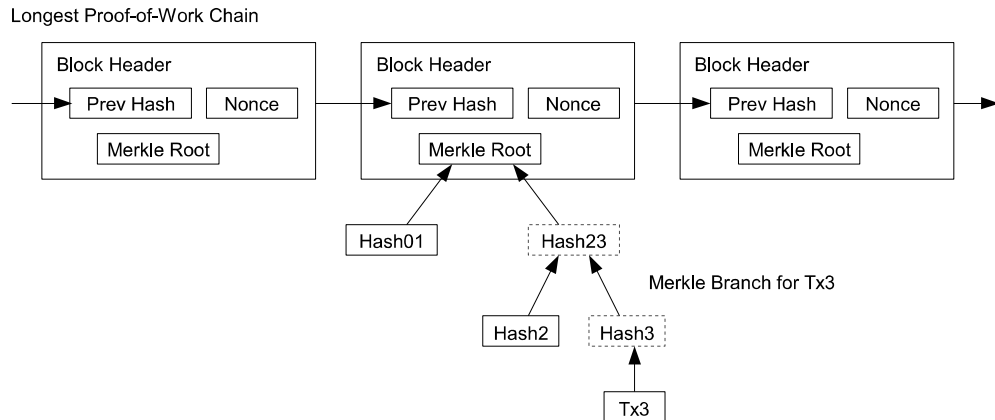 Longest Proof-of-Work Chain
Block Header Block Header Block Header
Prev Hash Nonce Prev Hash Nonce Prev Hash Nonce
Merkle Root Merkle Root Merkle Root
Hash01 Hash23
Merkle Branch for Tx3
Hash2 Hash3
Tx3